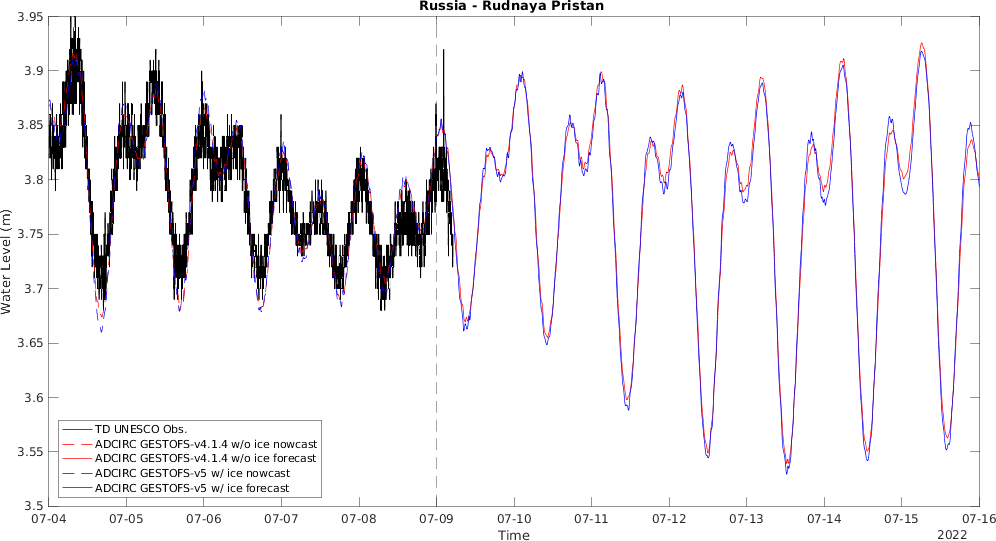 Russia - Rudnaya Pristan
3.95
3.9
3.85
3.8
3.75
3.7
3.65
3.6
3.55
3.5
Water Level (m)
TD UNESCO Obs.
ADCIRC GESTOFS-v4.1.4 w/o ice nowcast
ADCIRC GESTOFS-v4.1.4 w/o ice forecast
ADCIRC GESTOFS-v5 w/ ice nowcast
ADCIRC GESTOFS-v5 w/ ice forecast
07-04 07-05 07-06 07-07 07-08 07-09 07-10 07-11 07-12 07-13 07-14 07-15 07-16
Time
2022